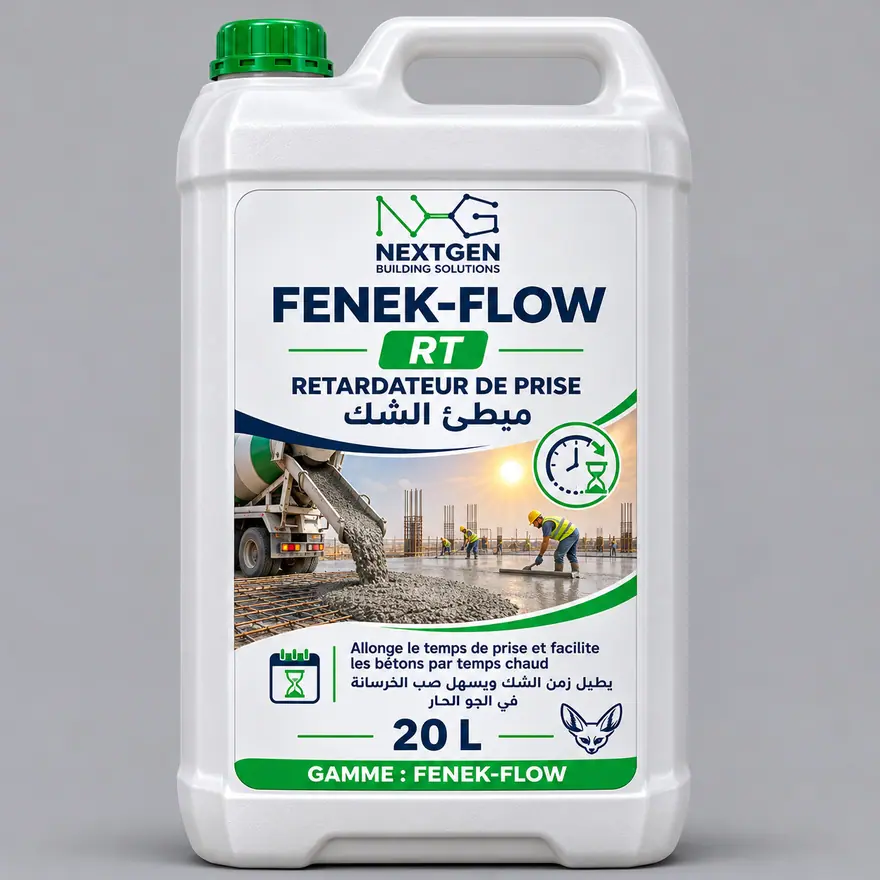 NEXTGEN
BUILDING SOLUTIONS
FENEK-FLOW
RT
RETARDATEUR DE PRISE
ميطئ الشك
Allonge le temps de prise et facilite
les bétons par temps chaud
يطيل زمن الشك ويسهل صب الخرسانة
في الجو الحار
20 L
GAMME : FENEK-FLOW